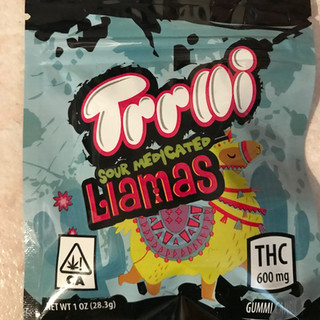 Trrlli
SOUR MEDICATED
Llamas
THC
600 mg
CA
NET WT 1 OZ (28.3g)
GUMMI